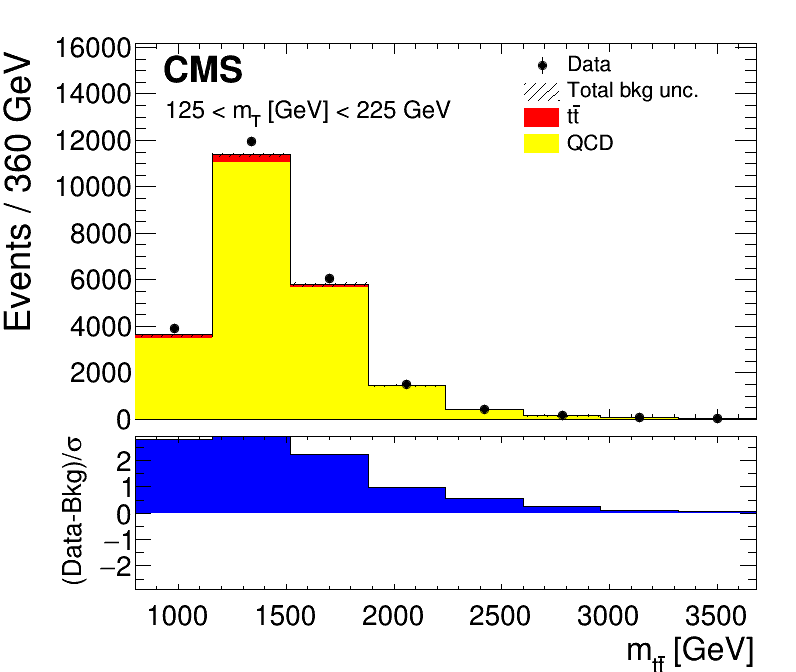 CMS
125 < m_T [GeV] < 225 GeV
Data
Total bkg unc.
tt̄
QCD
Events / 360 GeV
16000
14000
12000
10000
8000
6000
4000
2000
0
(Data-Bkg)/σ
2
1
0
−1
−2
1000 1500 2000 2500 3000 3500
m_tt̄ [GeV]